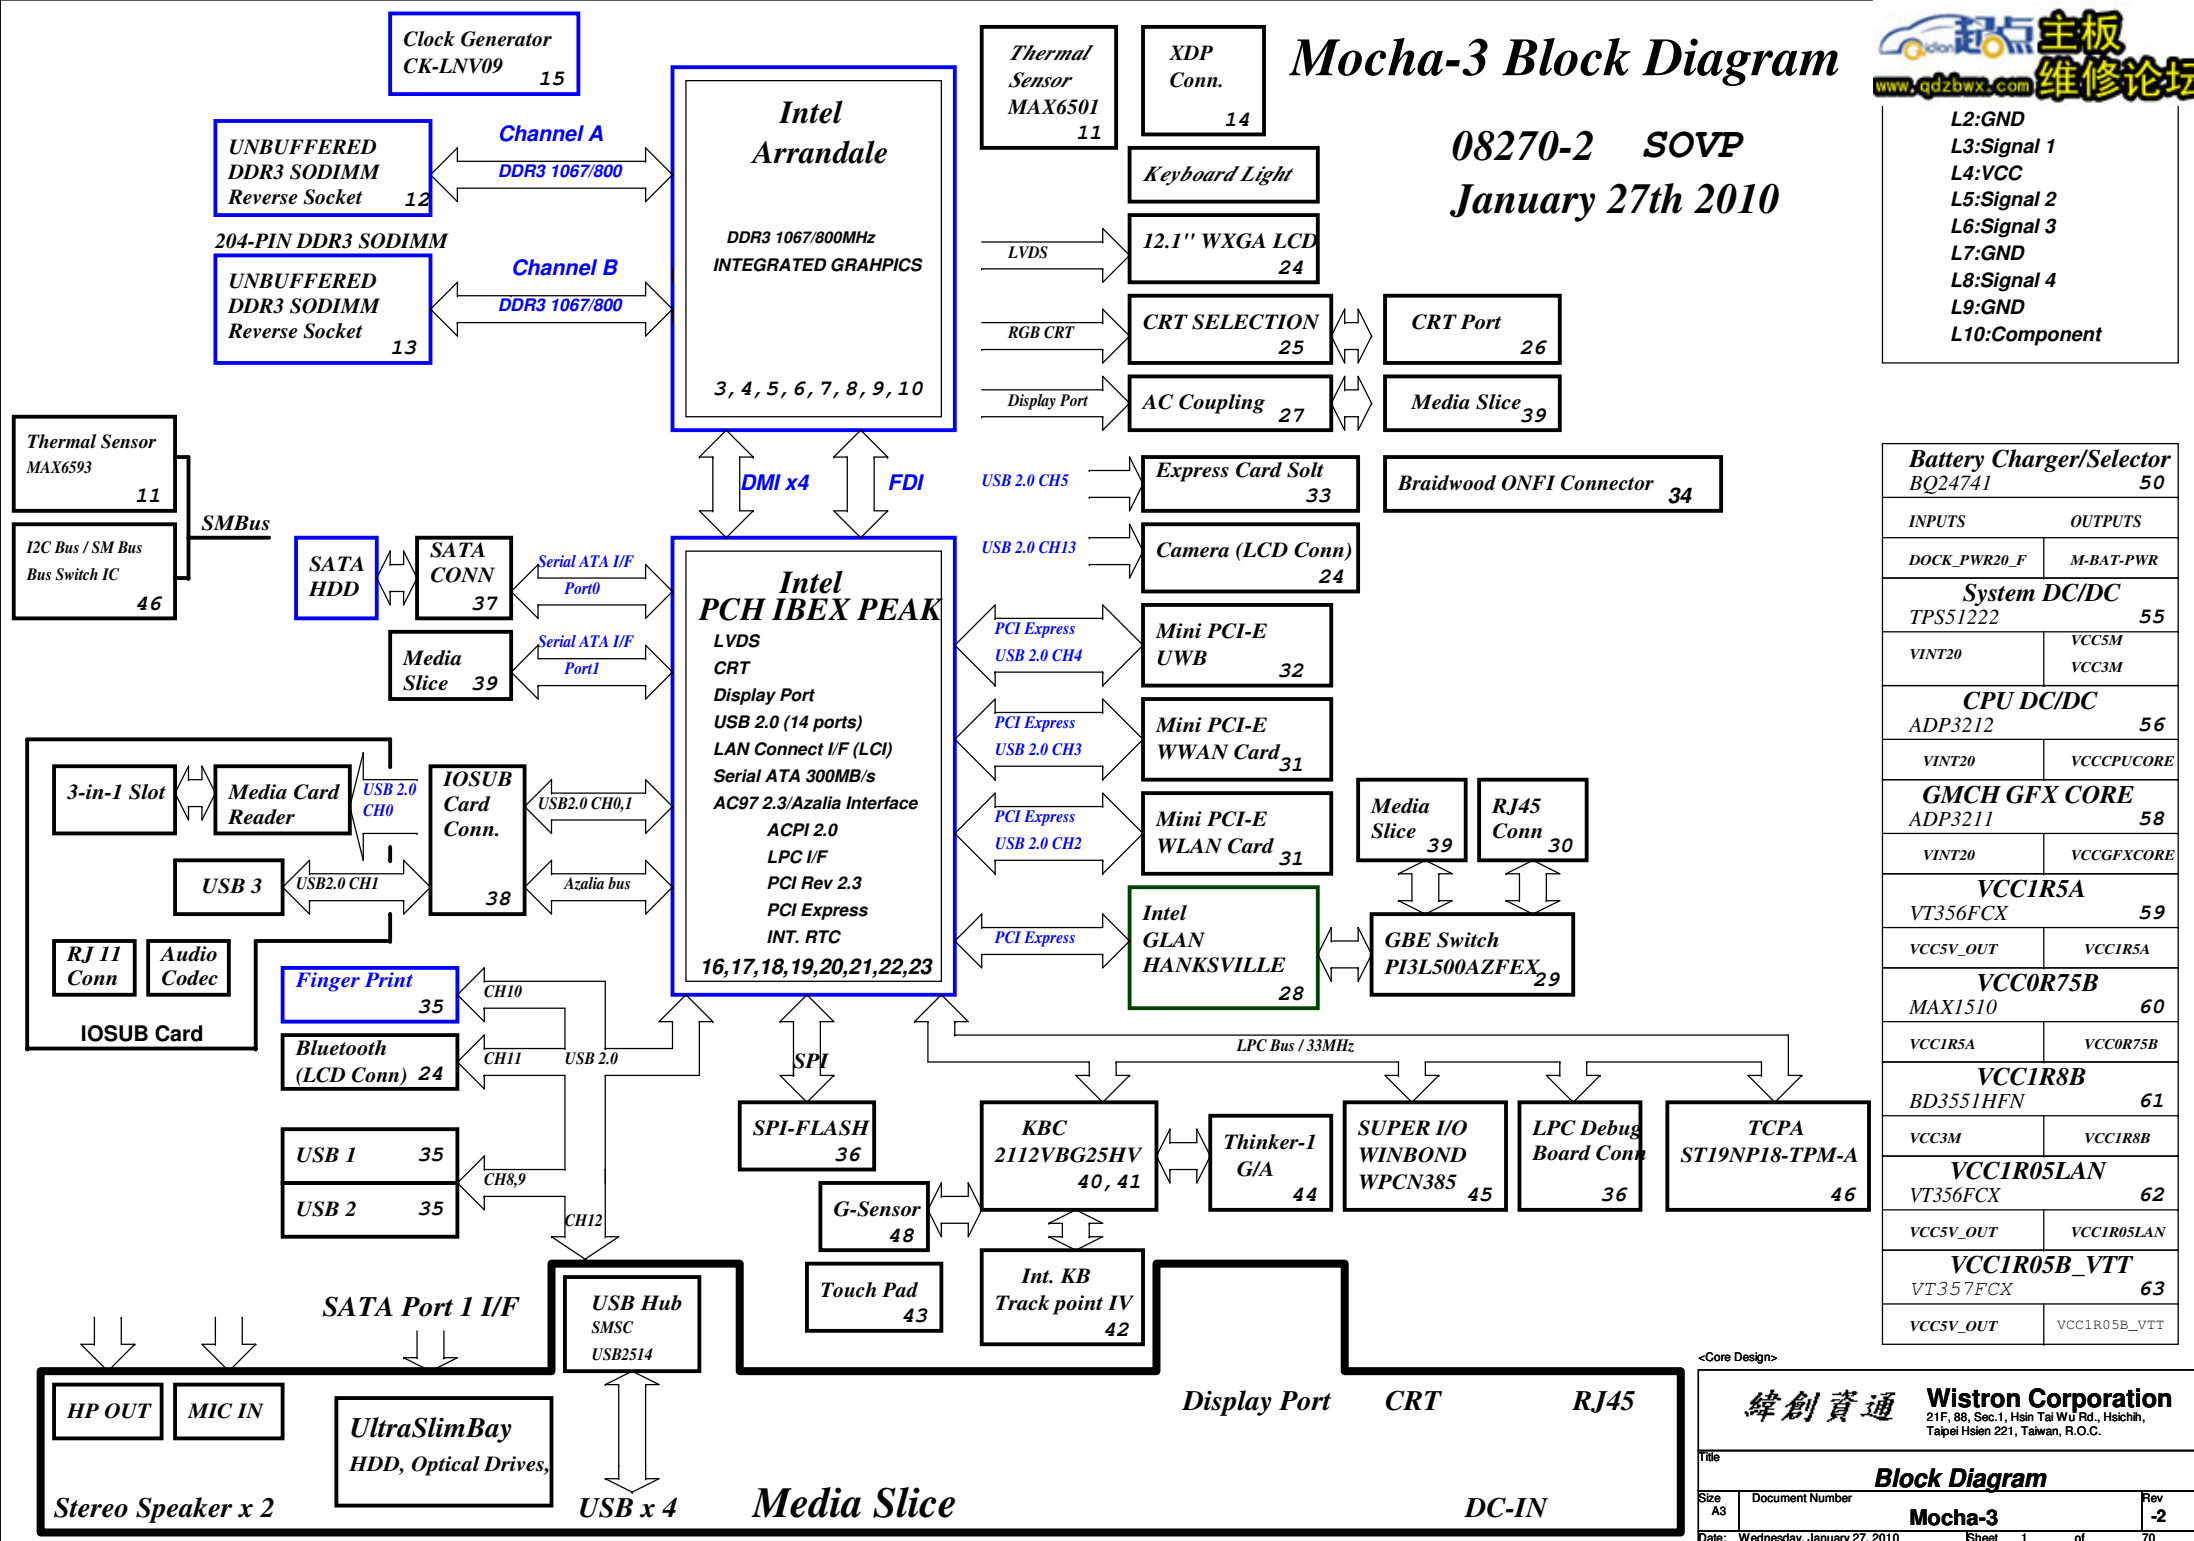 Mocha-3 Block Diagram
08270-2 SOVP
January 27th 2010
起点
Qidian
主板
维修论坛
www.qdzbwx.com
L2:GND
L3:Signal 1
L4:VCC
L5:Signal 2
L6:Signal 3
L7:GND
L8:Signal 4
L9:GND
L10:Component
Clock Generator
CK-LNV09
15
UNBUFFERED
DDR3 SODIMM
Reverse Socket
12
Channel A
DDR3 1067/800
204-PIN DDR3 SODIMM
UNBUFFERED
DDR3 SODIMM
Reverse Socket
13
Channel B
DDR3 1067/800
Intel
Arrandale
DDR3 1067/800MHz
INTEGRATED GRAHPICS
3,4,5,6,7,8,9,10
Thermal
Sensor
MAX6501
11
XDP
Conn.
14
Keyboard Light
LVDS
12.1'' WXGA LCD
24
RGB CRT
CRT SELECTION
25
CRT Port
26
Display Port
AC Coupling
27
Media Slice
39
Thermal Sensor
MAX6593
11
I2C Bus / SM Bus
Bus Switch IC
46
SMBus
DMI x4
FDI
USB 2.0 CH5
Express Card Solt
33
Braidwood ONFI Connector
34
USB 2.0 CH13
Camera (LCD Conn)
24
SATA
HDD
SATA
CONN
37
Serial ATA I/F
Port0
Media
Slice
39
Serial ATA I/F
Port1
Intel
PCH IBEX PEAK
LVDS
CRT
Display Port
USB 2.0 (14 ports)
LAN Connect I/F (LCI)
Serial ATA 300MB/s
AC97 2.3/Azalia Interface
ACPI 2.0
LPC I/F
PCI Rev 2.3
PCI Express
INT. RTC
16,17,18,19,20,21,22,23
PCI Express
USB 2.0 CH4
Mini PCI-E
UWB
32
PCI Express
USB 2.0 CH3
Mini PCI-E
WWAN Card
31
PCI Express
USB 2.0 CH2
Mini PCI-E
WLAN Card
31
PCI Express
Intel
GLAN
HANKSVILLE
28
Media
Slice
39
RJ45
Conn
30
GBE Switch
PI3L500AZFEX
29
3-in-1 Slot
Media Card
Reader
USB 2.0
CH0
IOSUB
Card
Conn.
38
USB2.0 CH0,1
USB 3
USB2.0 CH1
Azalia bus
RJ 11
Conn
Audio
Codec
IOSUB Card
Finger Print
35
CH10
Bluetooth
(LCD Conn)
24
CH11
USB 2.0
USB 1
35
USB 2
35
CH8,9
CH12
SPI
SPI-FLASH
36
LPC Bus / 33MHz
KBC
2112VBG25HV
40,41
Thinker-1
G/A
44
SUPER I/O
WINBOND
WPCN385
45
LPC Debug
Board Conn
36
TCPA
ST19NP18-TPM-A
46
G-Sensor
48
Touch Pad
43
Int. KB
Track point IV
42
SATA Port 1 I/F
USB Hub
SMSC
USB2514
HP OUT
MIC IN
UltraSlimBay
HDD, Optical Drives,
Stereo Speaker x 2
USB x 4
Media Slice
Display Port
CRT
RJ45
DC-IN
Battery Charger/Selector
BQ24741
50
INPUTS
OUTPUTS
DOCK_PWR20_F
M-BAT-PWR
System DC/DC
TPS51222
55
VINT20
VCC5M
VCC3M
CPU DC/DC
ADP3212
56
VINT20
VCCCPUCORE
GMCH GFX CORE
ADP3211
58
VINT20
VCCGFXCORE
VCC1R5A
VT356FCX
59
VCC5V_OUT
VCC1R5A
VCC0R75B
MAX1510
60
VCC1R5A
VCC0R75B
VCC1R8B
BD3551HFN
61
VCC3M
VCC1R8B
VCC1R05LAN
VT356FCX
62
VCC5V_OUT
VCC1R05LAN
VCC1R05B_VTT
VT357FCX
63
VCC5V_OUT
VCC1R05B_VTT
<Core Design>
緯創資通
Wistron Corporation
21F, 88, Sec.1, Hsin Tai Wu Rd., Hsichih,
Taipei Hsien 221, Taiwan, R.O.C.
Title
Block Diagram
Size
A3
Document Number
Mocha-3
Rev
-2
Date: Wednesday, January 27, 2010
Sheet 1 of 70